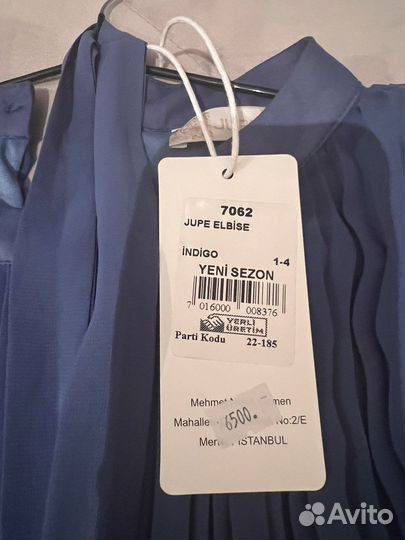 JUPE
7062
JUPE ELBİSE
İNDİGO 1-4
YENİ SEZON
7 016000 008376
YERLİ
ÜRETİM
Parti Kodu 22-185
Mehmet
6500.
Mahalle No:2/E
İSTANBUL
Avito